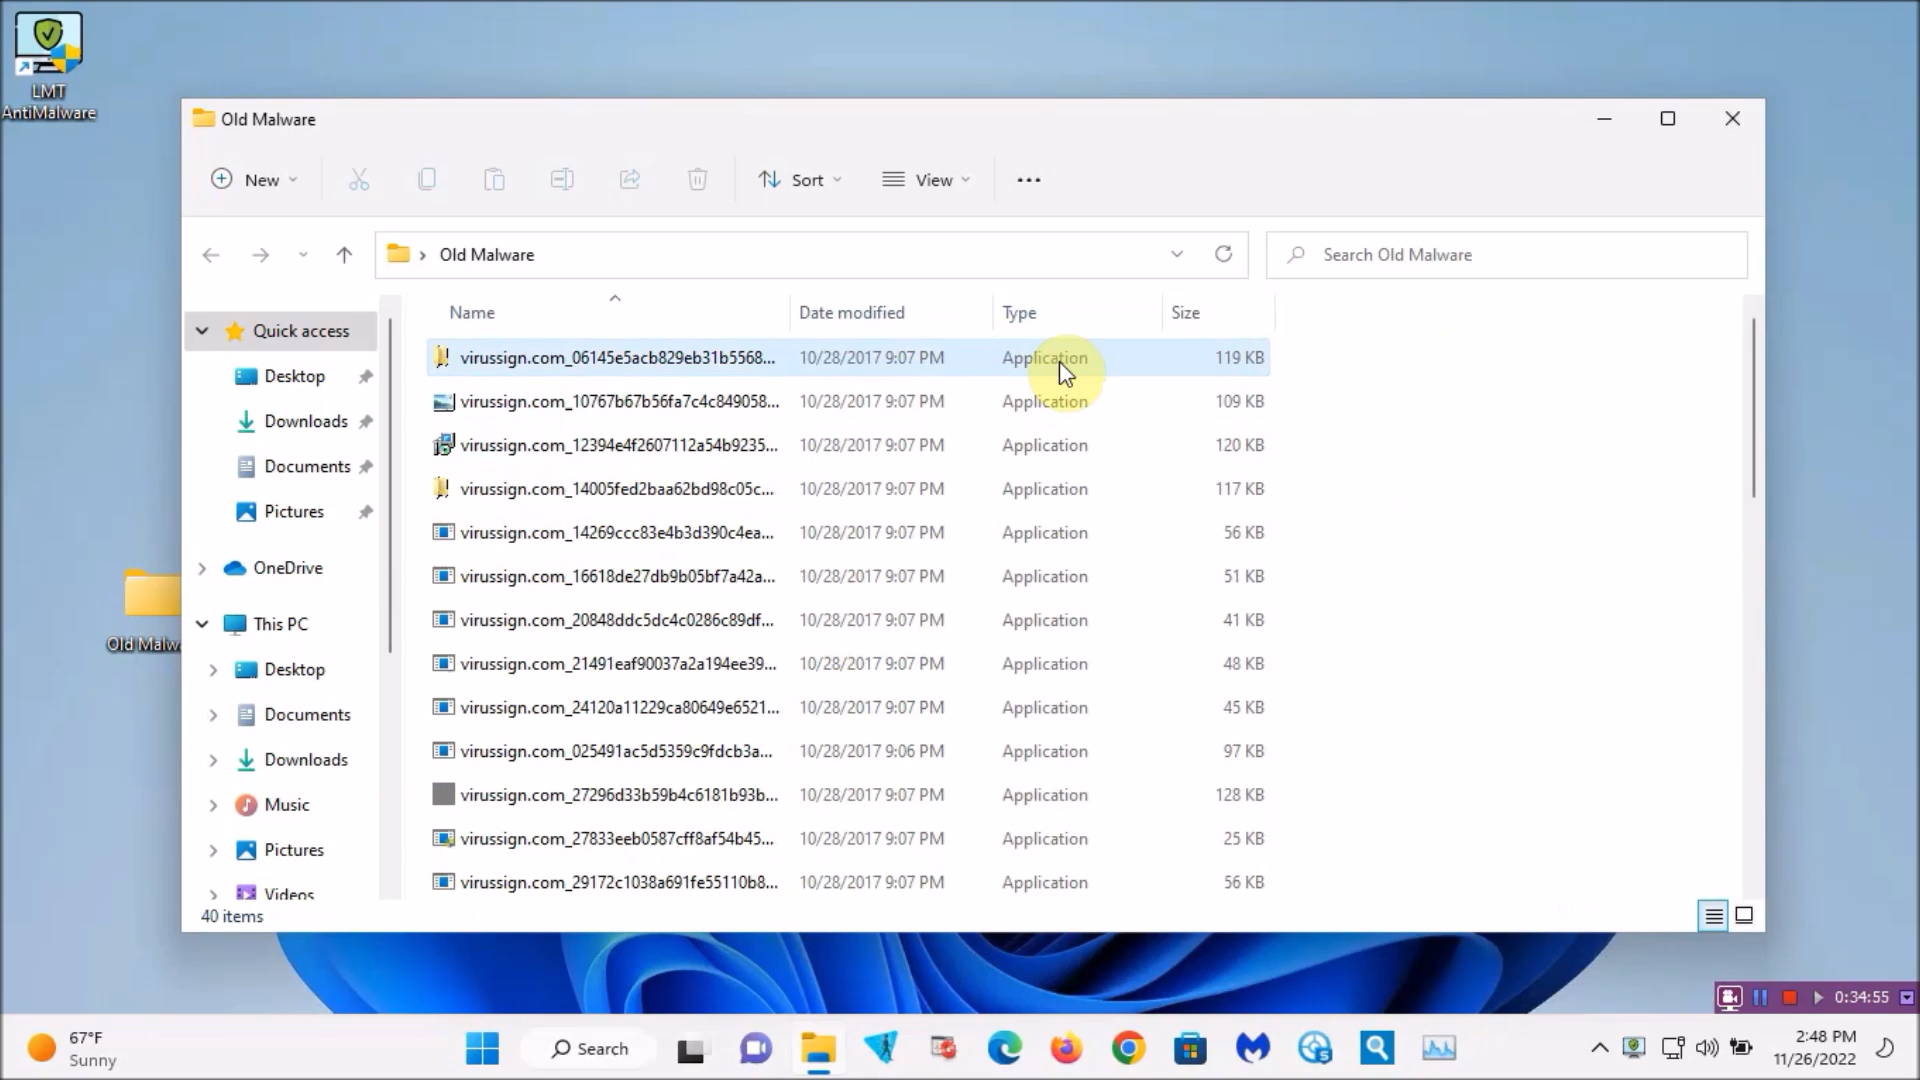 LMT
AntiMalware
Old Malware
New
Sort
View
Old Malware
Search Old Malware
Name
Date modified
Type
Size
Quick access
Desktop
Downloads
Documents
Pictures
OneDrive
This PC
Desktop
Documents
Downloads
Music
Pictures
Videos
virussign.com_06145e5acb829eb31b5568... 10/28/2017 9:07 PM Application 119 KB
virussign.com_10767b67b56fa7c4c849058... 10/28/2017 9:07 PM Application 109 KB
virussign.com_12394e4f2607112a54b9235... 10/28/2017 9:07 PM Application 120 KB
virussign.com_14005fed2baa62bd98c05c... 10/28/2017 9:07 PM Application 117 KB
virussign.com_14269ccc83e4b3d390c4ea... 10/28/2017 9:07 PM Application 56 KB
virussign.com_16618de27db9b05bf7a42a... 10/28/2017 9:07 PM Application 51 KB
virussign.com_20848ddc5dc4c0286c89df... 10/28/2017 9:07 PM Application 41 KB
virussign.com_21491eaf90037a2a194ee39... 10/28/2017 9:07 PM Application 48 KB
virussign.com_24120a11229ca80649e6521... 10/28/2017 9:07 PM Application 45 KB
virussign.com_025491ac5d5359c9fdcb3a... 10/28/2017 9:06 PM Application 97 KB
virussign.com_27296d33b59b4c6181b93b... 10/28/2017 9:07 PM Application 128 KB
virussign.com_27833eeb0587cff8af54b45... 10/28/2017 9:07 PM Application 25 KB
virussign.com_29172c1038a691fe55110b8... 10/28/2017 9:07 PM Application 56 KB
Old Malw
40 items
0:34:55
67°F
Sunny
Search
2:48 PM
11/26/2022